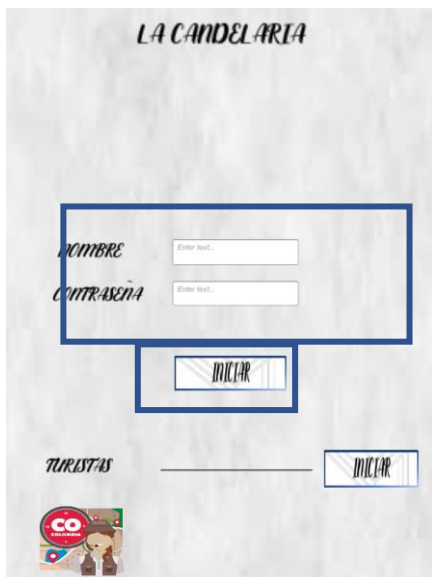 LA CANDELARIA
NOMBRE Enter text...
CONTRASEÑA Enter text...
INICIAR
TURISTAS INICIAR
CO
COLOMBIA